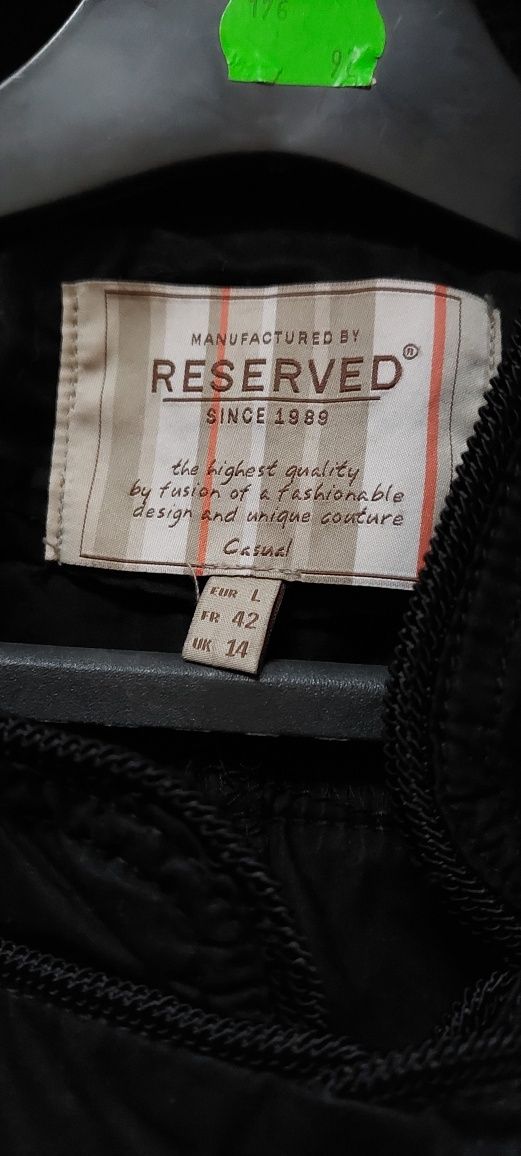 176
MANUFACTURED BY
RESERVED®
SINCE 1989
the highest quality
by fusion of a fashionable
design and unique couture
Casual
EUR L
FR 42
UK 14